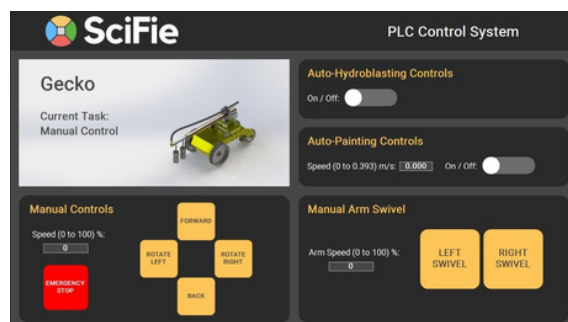 SciFie
PLC Control System
Gecko
Current Task:
Manual Control
Auto-Hydroblasting Controls
On / Off:
Auto-Painting Controls
Speed (0 to 0.393) m/s: 0.000 On / Off:
Manual Controls
Speed (0 to 100) %:
0
EMERGENCY
STOP
FORWARD
ROTATE
LEFT
ROTATE
RIGHT
BACK
Manual Arm Swivel
Arm Speed (0 to 100) %:
0
LEFT
SWIVEL
RIGHT
SWIVEL